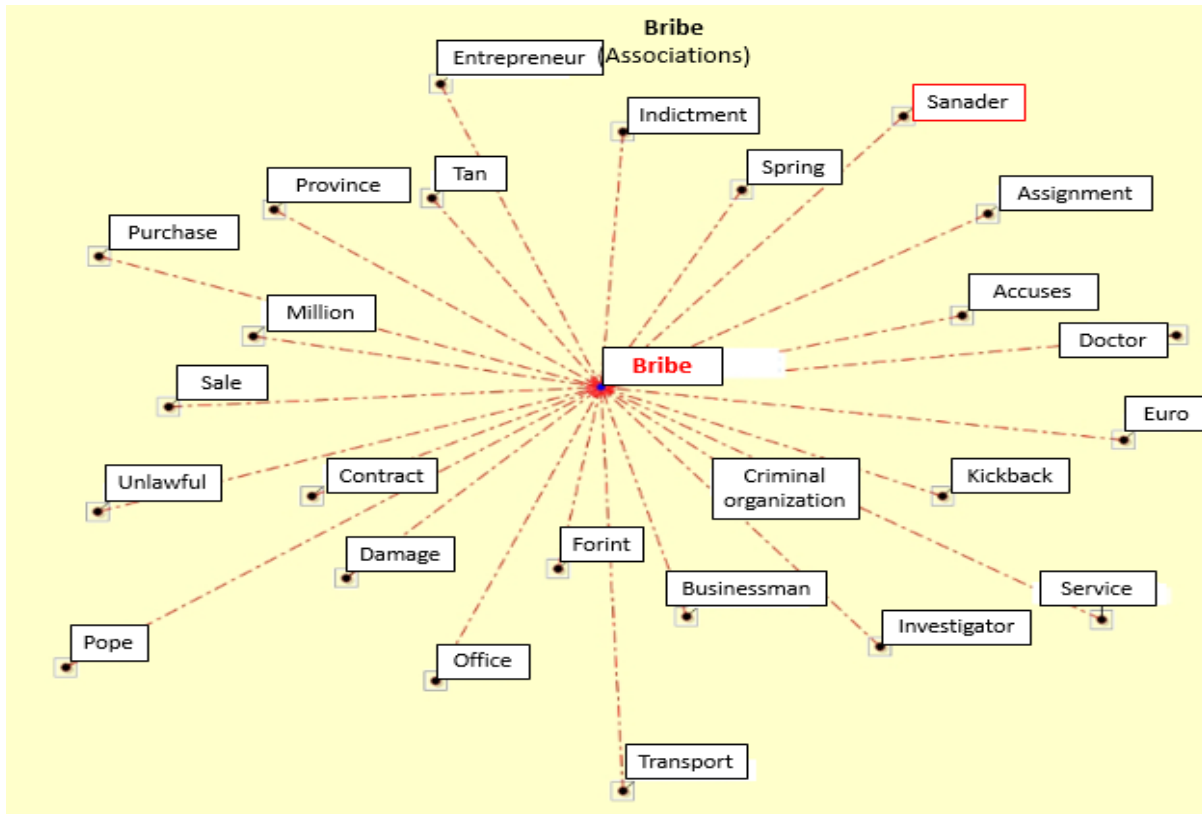 Bribe
(Associations)
Entrepreneur
Sanader
Indictment
Spring
Tan
Province
Assignment
Purchase
Accuses
Million
Doctor
Bribe
Sale
Euro
Unlawful
Contract
Criminal
organization
Kickback
Damage
Forint
Businessman
Service
Investigator
Pope
Office
Transport